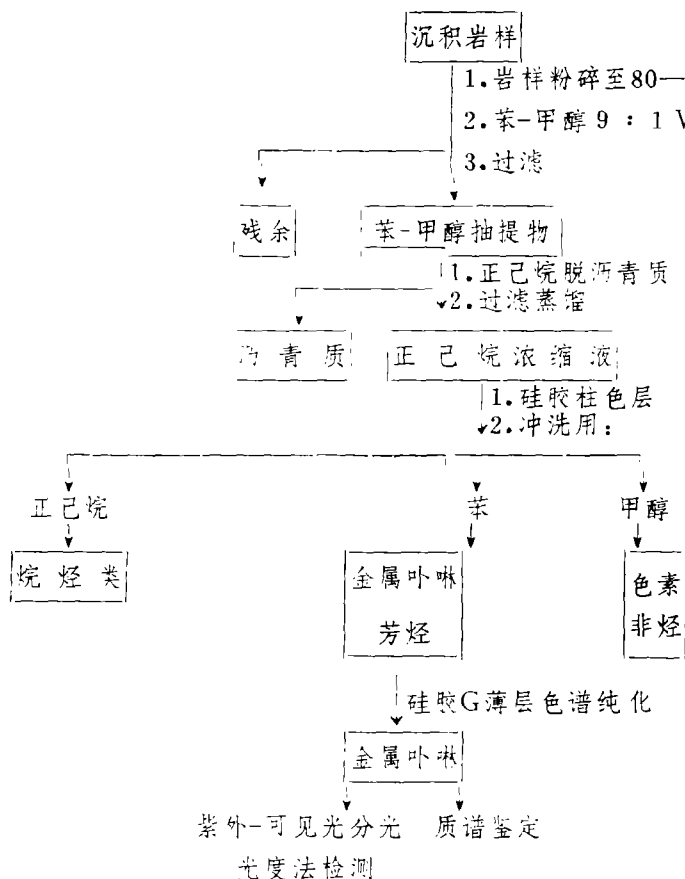 沉积岩样
1.岩样粉碎至80—
2.苯-甲醇 9 : 1 V
3.过滤
残余
苯-甲醇抽提物
1.正己烷脱沥青质
2.过滤蒸馏
沥青质
正己烷浓缩液
1.硅胶柱色层
2.冲洗用：
正己烷
苯
甲醇
烷烃类
金属卟啉
芳烃
色素
非烃
硅胶G薄层色谱纯化
金属卟啉
紫外-可见光分光
光度法检测
质谱鉴定